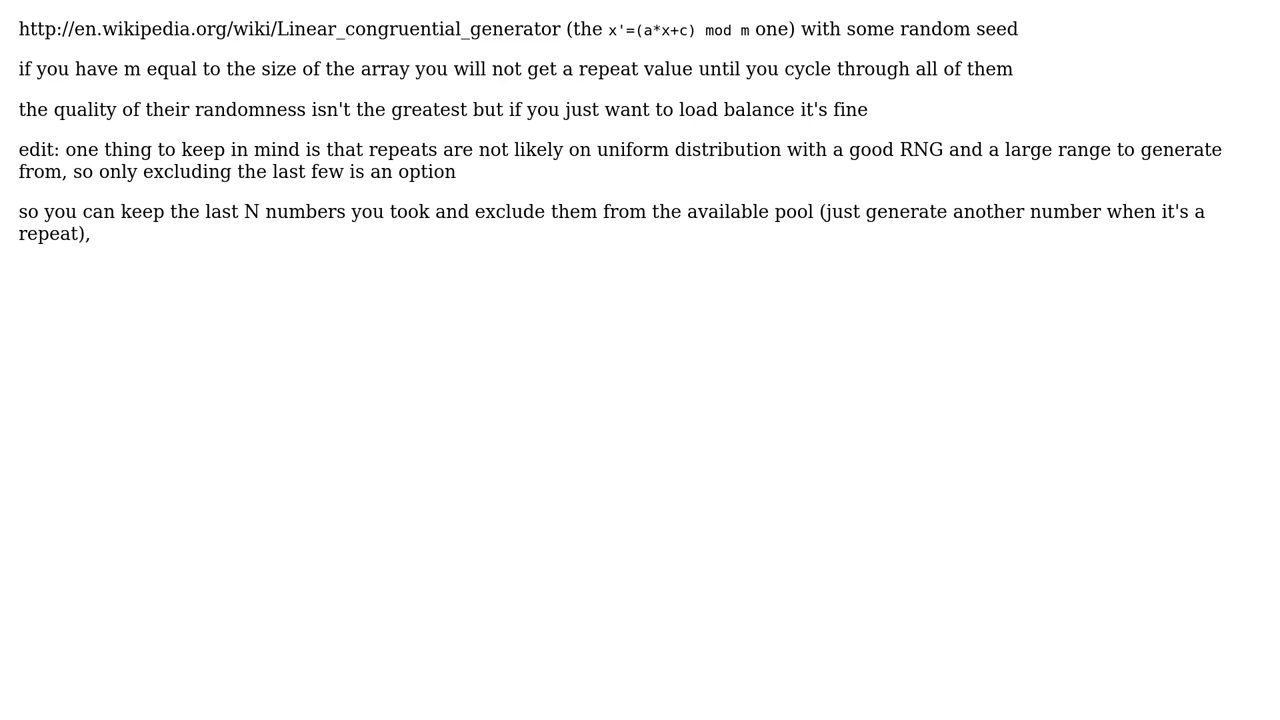 http://en.wikipedia.org/wiki/Linear_congruential_generator (the x'=(a*x+c) mod m one) with some random seed
if you have m equal to the size of the array you will not get a repeat value until you cycle through all of them
the quality of their randomness isn't the greatest but if you just want to load balance it's fine
edit: one thing to keep in mind is that repeats are not likely on uniform distribution with a good RNG and a large range to generate
from, so only excluding the last few is an option
so you can keep the last N numbers you took and exclude them from the available pool (just generate another number when it's a
repeat),